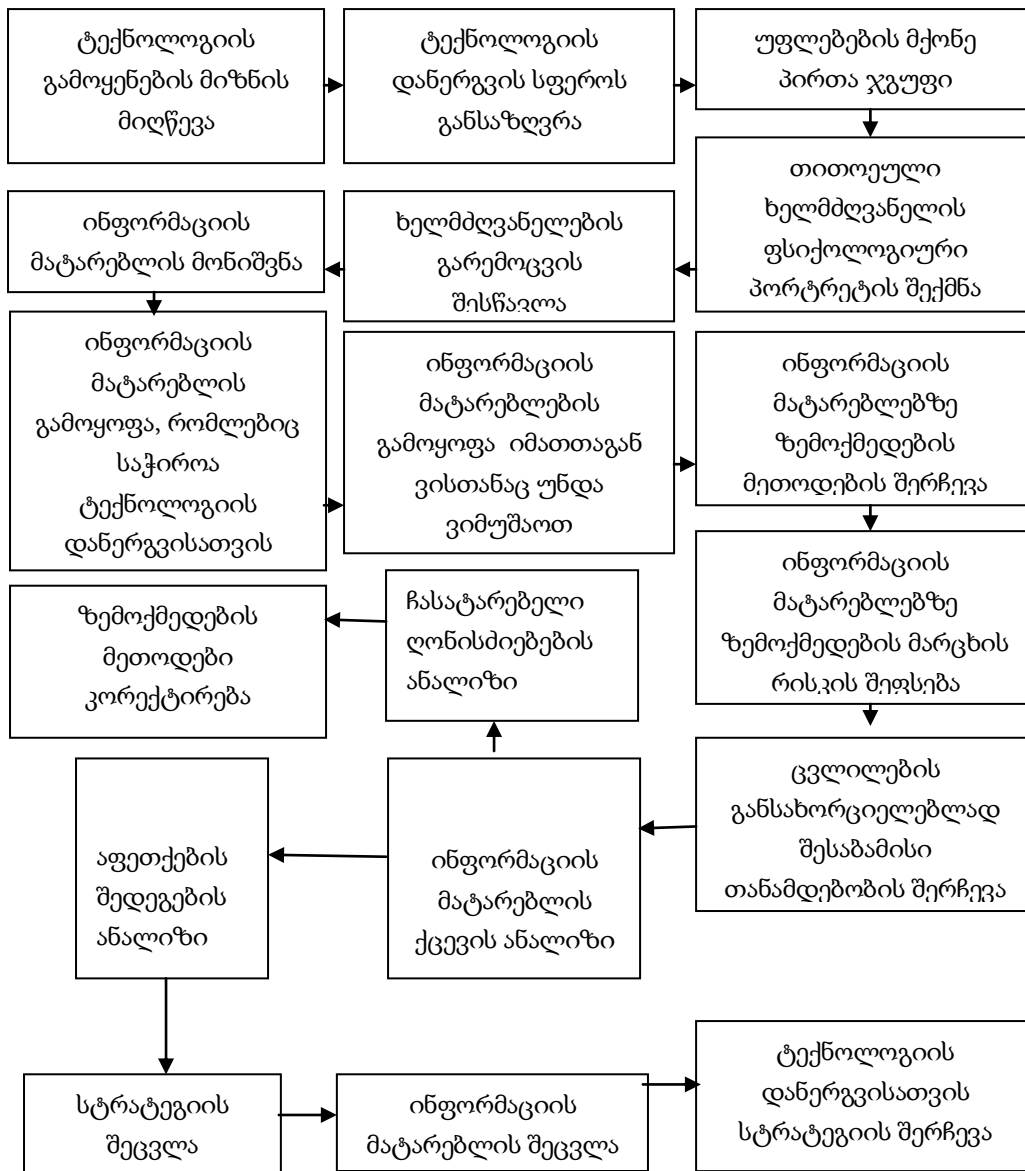 ტექნოლოგიის
გამოყენების მიზნის
მიღწევა
ტექნოლოგიის
დანერგვის სფეროს
განსაზღვრა
უფლებების მქონე
პირთა ჯგუფი
თითოეული
ხელმძღვანელის
ფსიქოლოგიური
პორტრეტის შექმნა
ხელმძღვანელების
გარემოცვის
შესწავლა
ინფორმაციის
მატარებლის მონიშვნა
ინფორმაციის
მატარებლის
გამოყოფა, რომლებიც
საჭიროა
ტექნოლოგიის
დანერგვისათვის
ინფორმაციის
მატარებლების
გამოყოფა იმათთაგან
ვისთანაც უნდა
ვიმუშაოთ
ინფორმაციის
მატარებლებზე
ზემოქმედების
მეთოდების შერჩევა
ინფორმაციის
მატარებლებზე
ზემოქმედების მარცხის
რისკის შეფსება
ცვლილების
განსახორციელებლად
შესაბამისი
თანამდებობის შერჩევა
ინფორმაციის
მატარებლის
ქცევის ანალიზი
ჩასატარებელი
ღონისძიებების
ანალიზი
ზემოქმედების
მეთოდები
კორექტირება
აფეთქების
შედეგების
ანალიზი
სტრატეგიის
შეცვლა
ინფორმაციის
მატარებლის შეცვლა
ტექნოლოგიის
დანერგვისათვის
სტრატეგიის შერჩევა